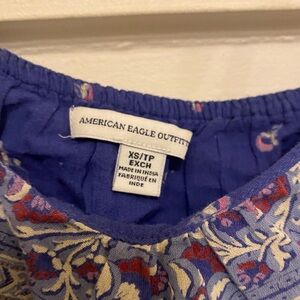 AMERICAN EAGLE OUTFIT
XS/TP
EXCH
MADE IN INDIA
FABRIQUÉ EN
INDE